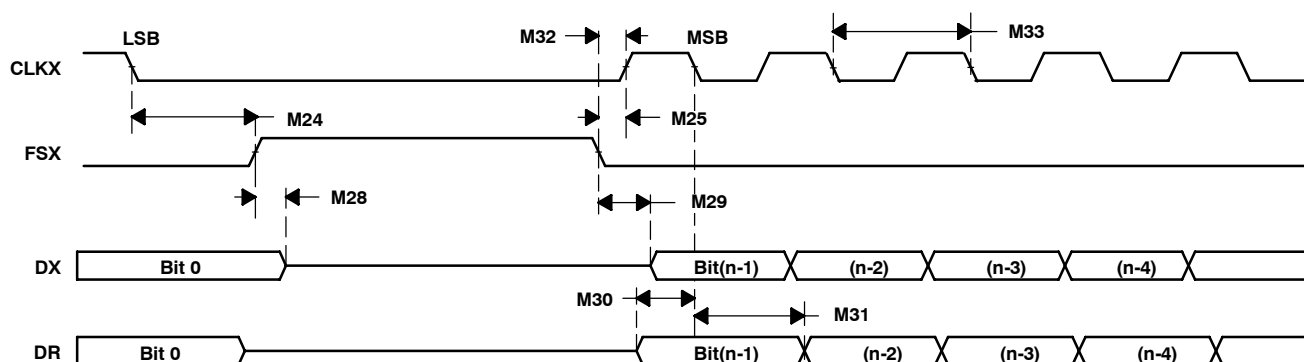 LSB
M32
MSB
M33
CLKX
M24
M25
FSX
M28
M29
DX
Bit 0
Bit(n-1)
(n-2)
(n-3)
(n-4)
M30
M31
DR
Bit 0
Bit(n-1)
(n-2)
(n-3)
(n-4)